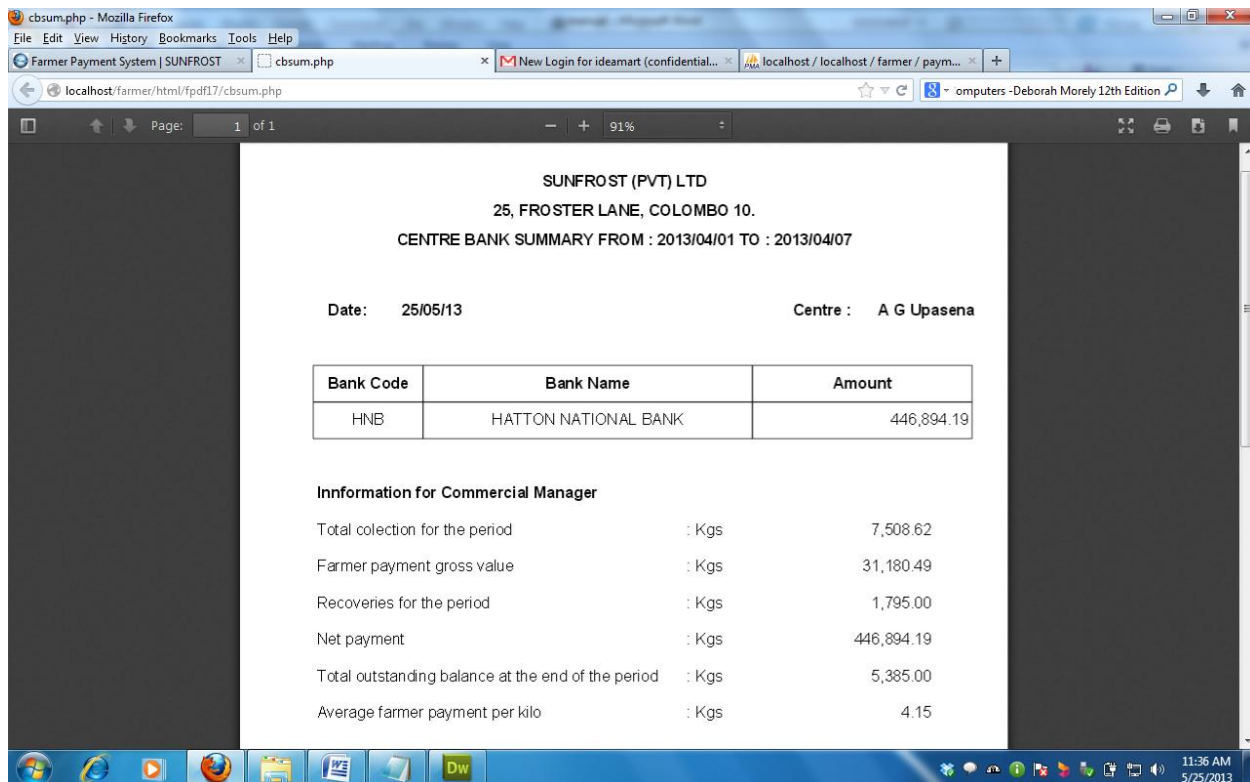 cbsum.php - Mozilla Firefox
File Edit View History Bookmarks Tools Help
Farmer Payment System | SUNFROST × cbsum.php × New Login for ideamart (confidential... × localhost / localhost / farmer / paym... × +
localhost/farmer/html/fpdf17/cbsum.php omputers -Deborah Morely 12th Edition
Page: 1 of 1 − + 91%
SUNFROST (PVT) LTD
25, FROSTER LANE, COLOMBO 10.
CENTRE BANK SUMMARY FROM : 2013/04/01 TO : 2013/04/07
Date: 25/05/13 Centre : A G Upasena
Bank Code Bank Name Amount
HNB HATTON NATIONAL BANK 446,894.19
Innformation for Commercial Manager
Total colection for the period : Kgs 7,508.62
Farmer payment gross value : Kgs 31,180.49
Recoveries for the period : Kgs 1,795.00
Net payment : Kgs 446,894.19
Total outstanding balance at the end of the period : Kgs 5,385.00
Average farmer payment per kilo : Kgs 4.15
Dw 11:36 AM
5/25/2013